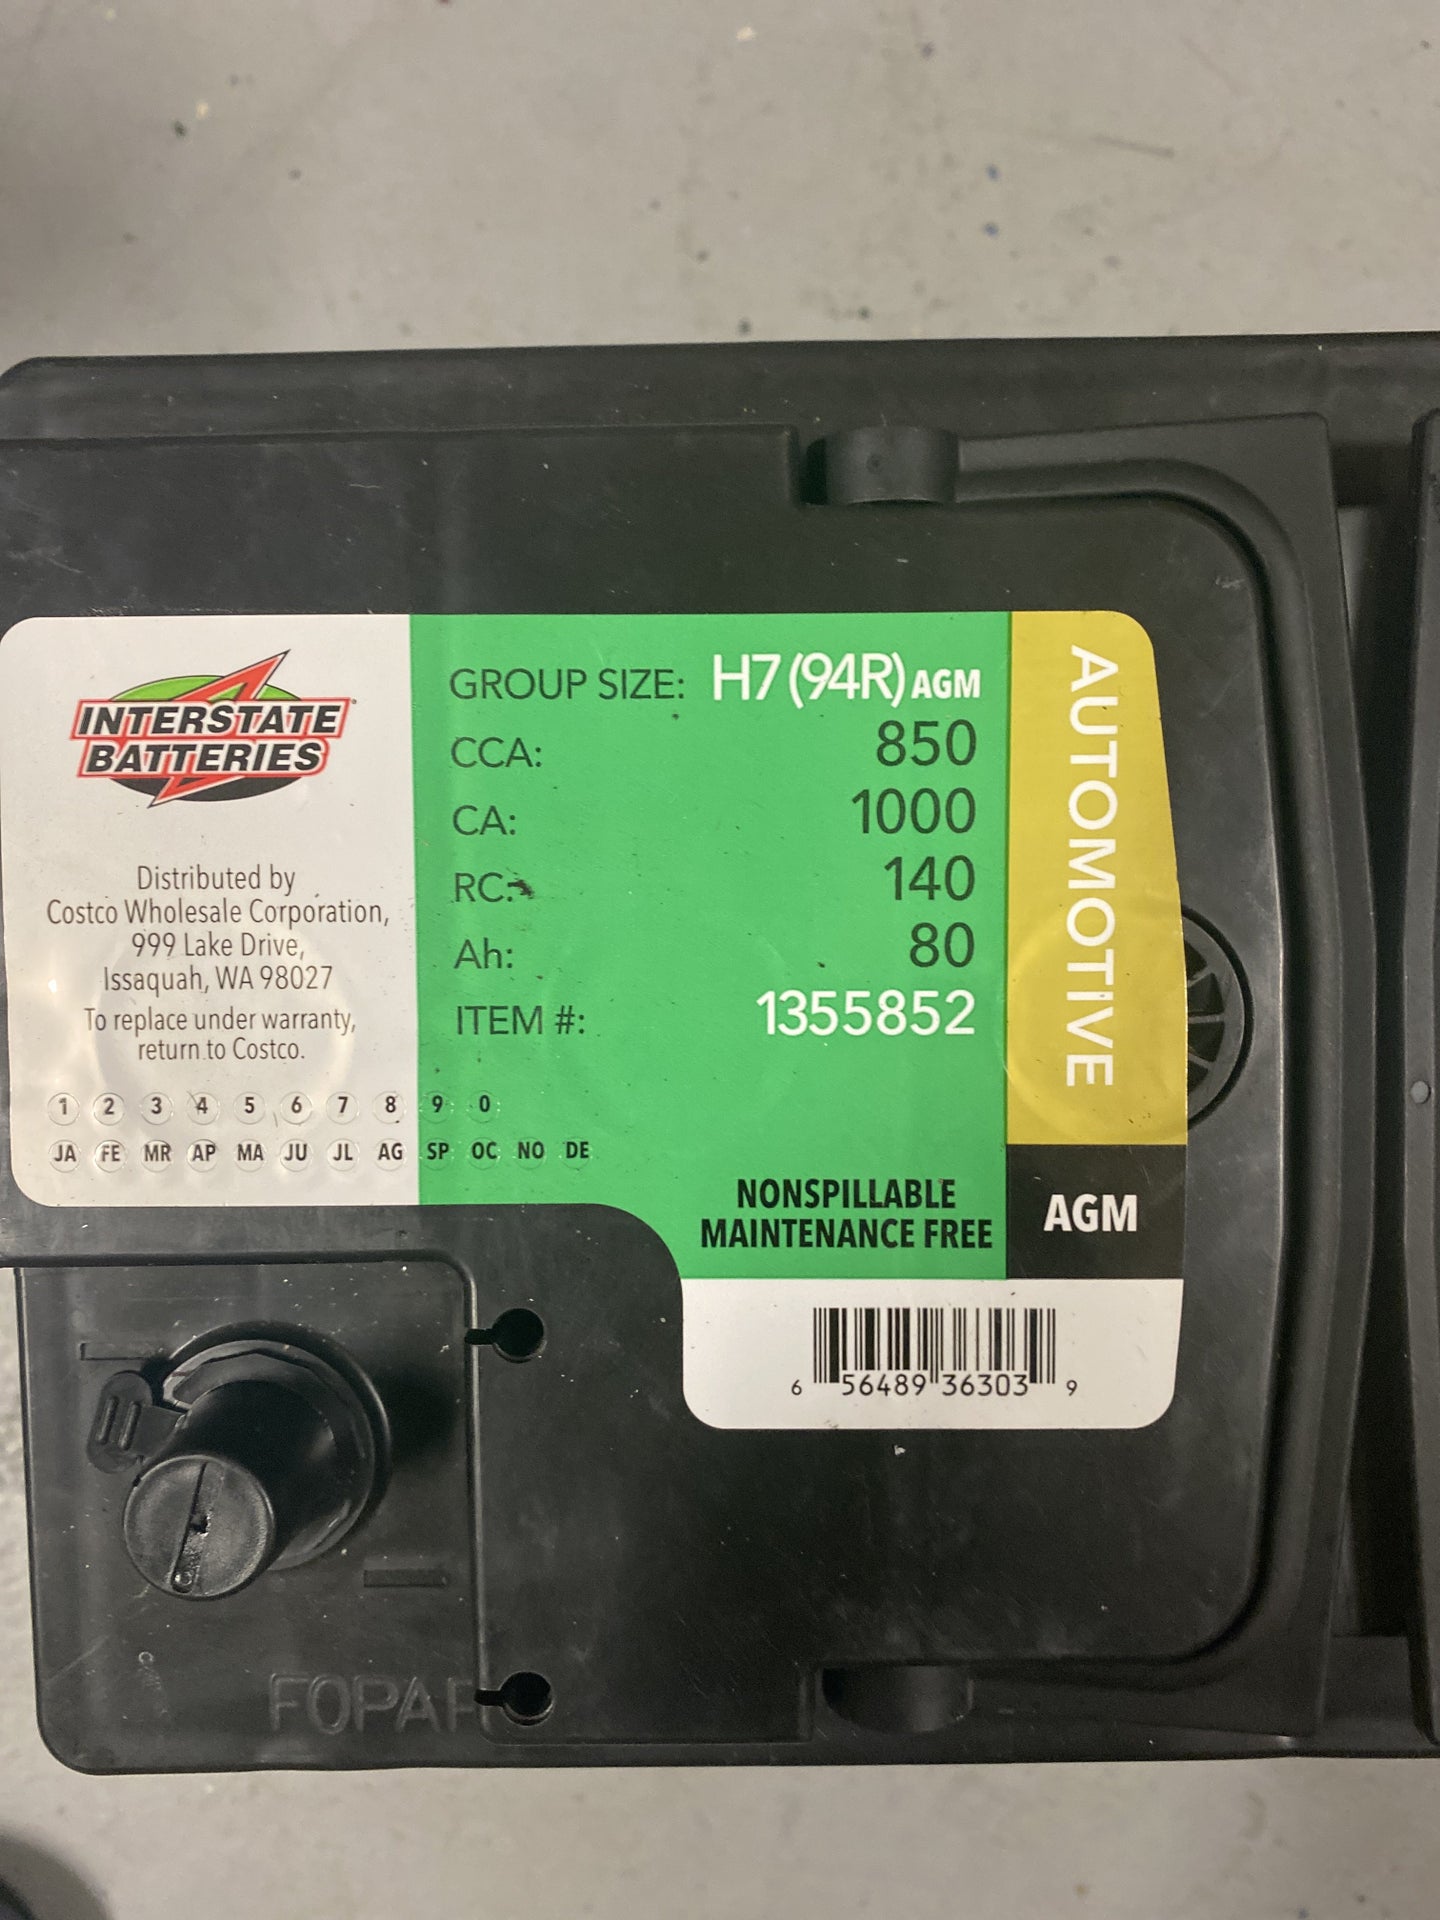 INTERSTATE
BATTERIES
Distributed by
Costco Wholesale Corporation,
999 Lake Drive,
Issaquah, WA 98027
To replace under warranty,
return to Costco.
1 2 3 4 5 6 7 8 9 0
JA FE MR AP MA JU JL AG SP OC NO DE
GROUP SIZE: H7 (94R) AGM
CCA: 850
CA: 1000
RC: 140
Ah: 80
ITEM #: 1355852
NONSPILLABLE
MAINTENANCE FREE
AUTOMOTIVE
AGM
6 56489 36303 9